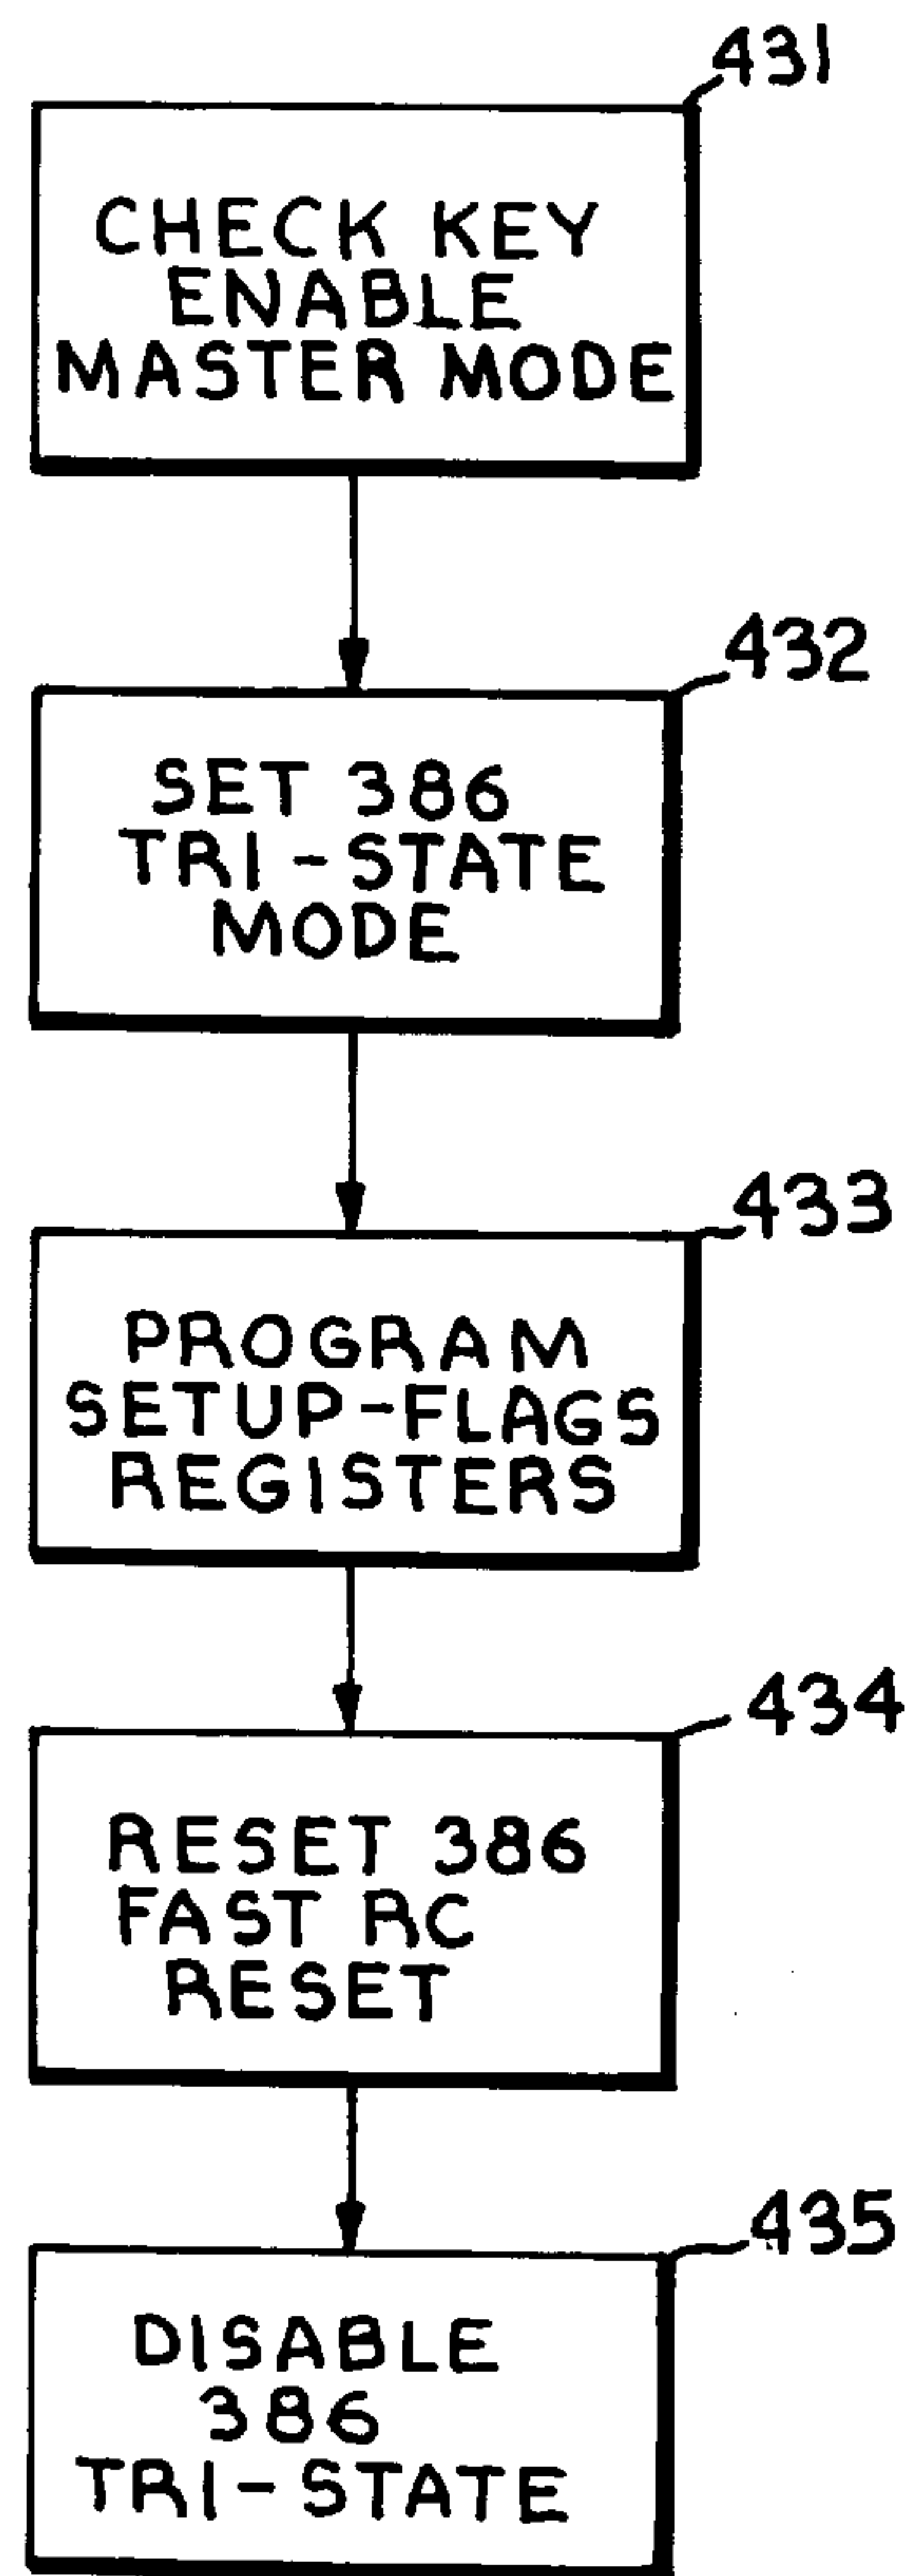 431
CHECK KEY
ENABLE
MASTER MODE
432
SET 386
TRI-STATE
MODE
433
PROGRAM
SETUP-FLAGS
REGISTERS
434
RESET 386
FAST RC
RESET
435
DISABLE
386
TRI-STATE